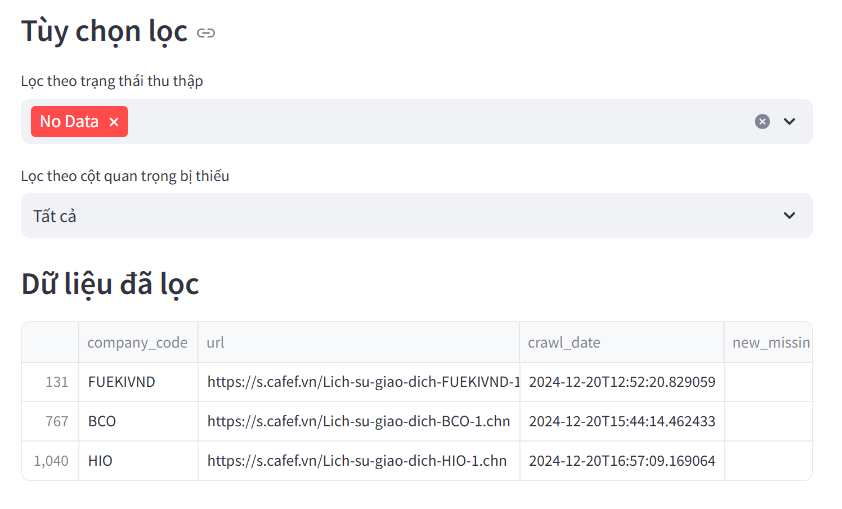 Tùy chọn lọc
Lọc theo trạng thái thu thập
No Data ×
Lọc theo cột quan trọng bị thiếu
Tất cả
Dữ liệu đã lọc
company_code url crawl_date new_missin
131 FUEKIVND https://s.cafef.vn/Lich-su-giao-dich-FUEKIVND-1 2024-12-20T12:52:20.829059
767 BCO https://s.cafef.vn/Lich-su-giao-dich-BCO-1.chn 2024-12-20T15:44:14.462433
1,040 HIO https://s.cafef.vn/Lich-su-giao-dich-HIO-1.chn 2024-12-20T16:57:09.169064